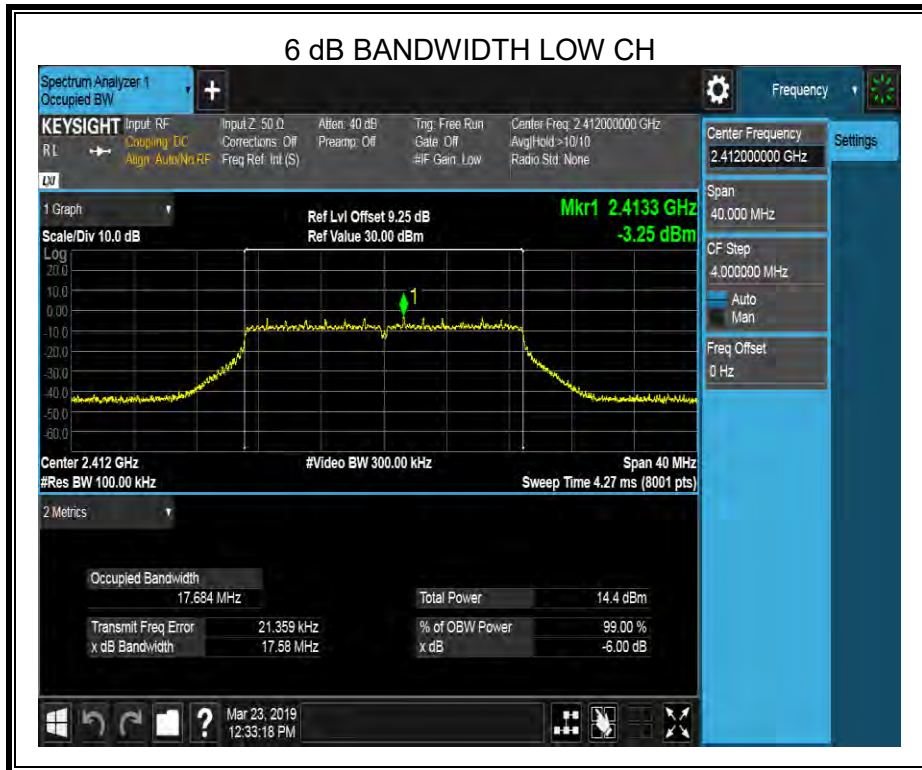 6 dB BANDWIDTH LOW CH
Spectrum Analyzer 1
Occupied BW
+
Frequency
KEYSIGHT
RL
LXI
Input: RF
Coupling: DC
Align: Auto/No RF
Input Z: 50 Ω
Corrections: Off
Freq Ref: Int (S)
Atten: 40 dB
Preamp: Off
Trig: Free Run
Gate: Off
#IF Gain: Low
Center Freq: 2.412000000 GHz
Avg|Hold:>10/10
Radio Std: None
Center Frequency
2.412000000 GHz
Settings
Span
40.000 MHz
CF Step
4.000000 MHz
Auto
Man
Freq Offset
0 Hz
1 Graph
Scale/Div 10.0 dB
Ref Lvl Offset 9.25 dB
Ref Value 30.00 dBm
Mkr1 2.4133 GHz
-3.25 dBm
Log
20.0
10.0
0.00
-10.0
-20.0
-30.0
-40.0
-50.0
-60.0
1
Center 2.412 GHz
#Video BW 300.00 kHz
Span 40 MHz
#Res BW 100.00 kHz
Sweep Time 4.27 ms (8001 pts)
2 Metrics
Occupied Bandwidth
17.684 MHz
Total Power 14.4 dBm
Transmit Freq Error 21.359 kHz
% of OBW Power 99.00 %
x dB Bandwidth 17.58 MHz
x dB -6.00 dB
?
Mar 23, 2019
12:33:18 PM